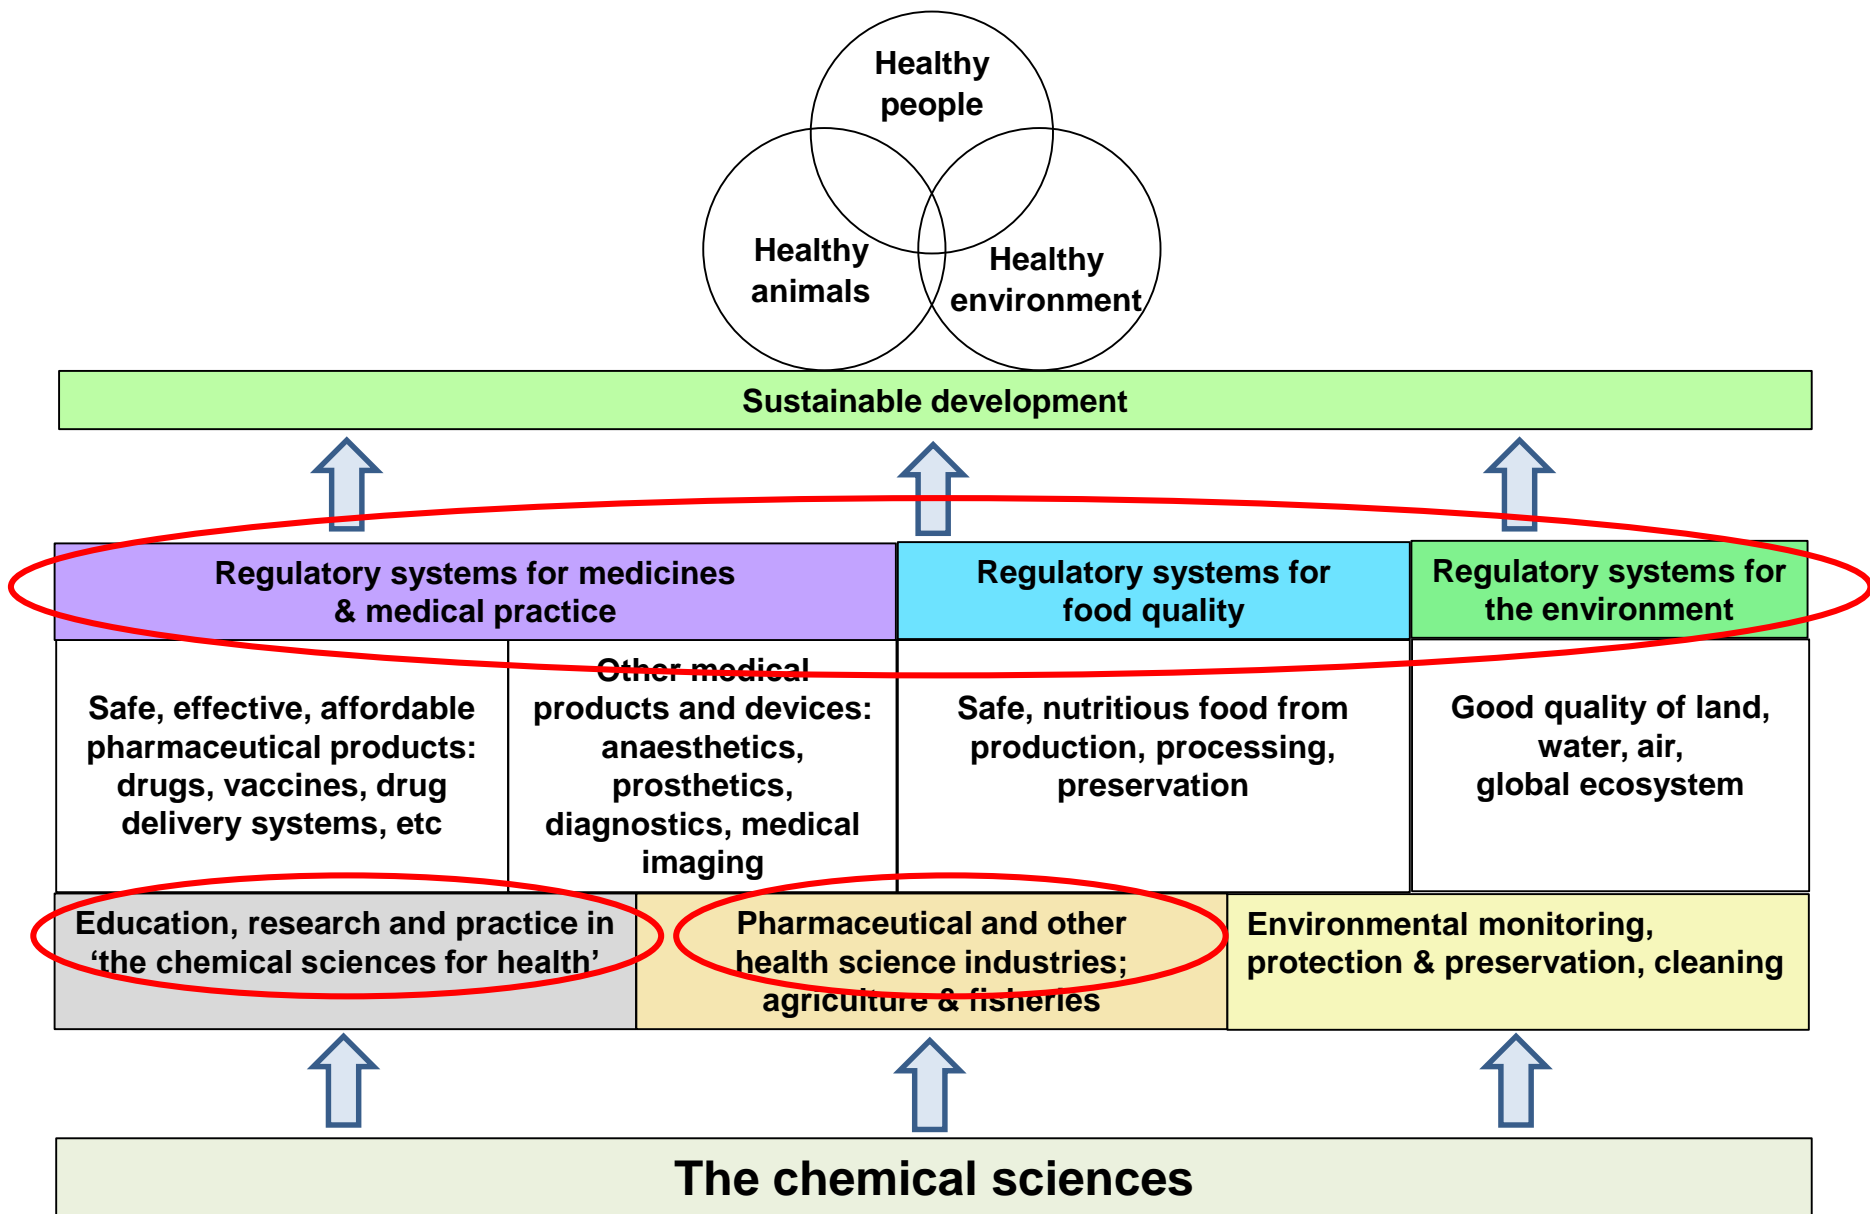 Healthy
people
Healthy
animals
Healthy
environment
Sustainable development
Regulatory systems for medicines
& medical practice
Regulatory systems for
food quality
Regulatory systems for
the environment
Safe, effective, affordable
pharmaceutical products:
drugs, vaccines, drug
delivery systems, etc
Other medical
products and devices:
anaesthetics,
prosthetics,
diagnostics, medical
imaging
Safe, nutritious food from
production, processing,
preservation
Good quality of land,
water, air,
global ecosystem
Education, research and practice in
‘the chemical sciences for health’
Pharmaceutical and other
health science industries;
agriculture & fisheries
Environmental monitoring,
protection & preservation, cleaning
The chemical sciences